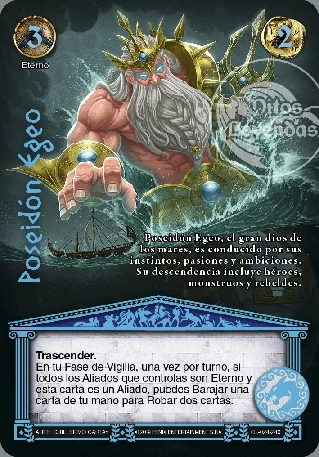 3
2
Eterno
Mitos
Leyendas
Poseidón Egeo
Poseidón Egeo, el gran dios de
los mares, es conducido por sus
instintos, pasiones y ambiciones.
Su descendencia incluye héroes,
monstruos y rebeldes.
Trascender.
En tu Fase de Vigilia, una vez por turno, si
todos los Aliados que controlas son Eterno y
esta carta es un Aliado, puedes Barajar una
carta de tu mano para Robar dos cartas.